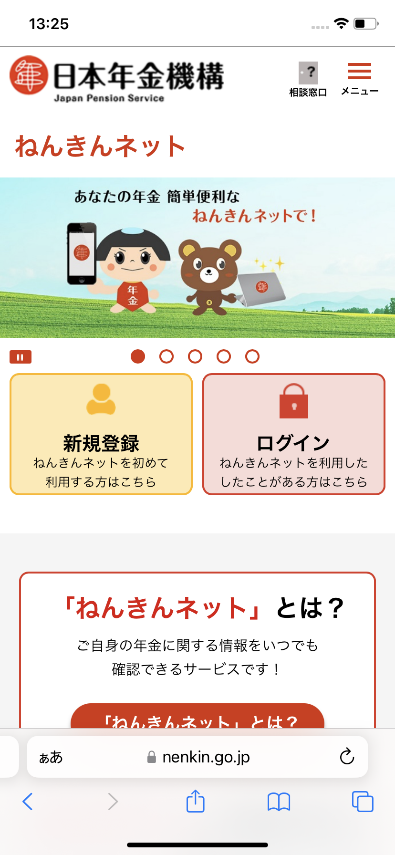 13:25
日本年金機構
Japan Pension Service
?
相談窓口
メニュー
ねんきんネット
あなたの年金 簡単便利な
ねんきんネットで!
年金
新規登録
ねんきんネットを初めて
利用する方はこちら
ログイン
ねんきんネットを利用した
したことがある方はこちら
「ねんきんネット」とは?
ご自身の年金に関する情報をいつでも
確認できるサービスです!
「ねんきんネット」とは?
ぁあ
nenkin.go.jp